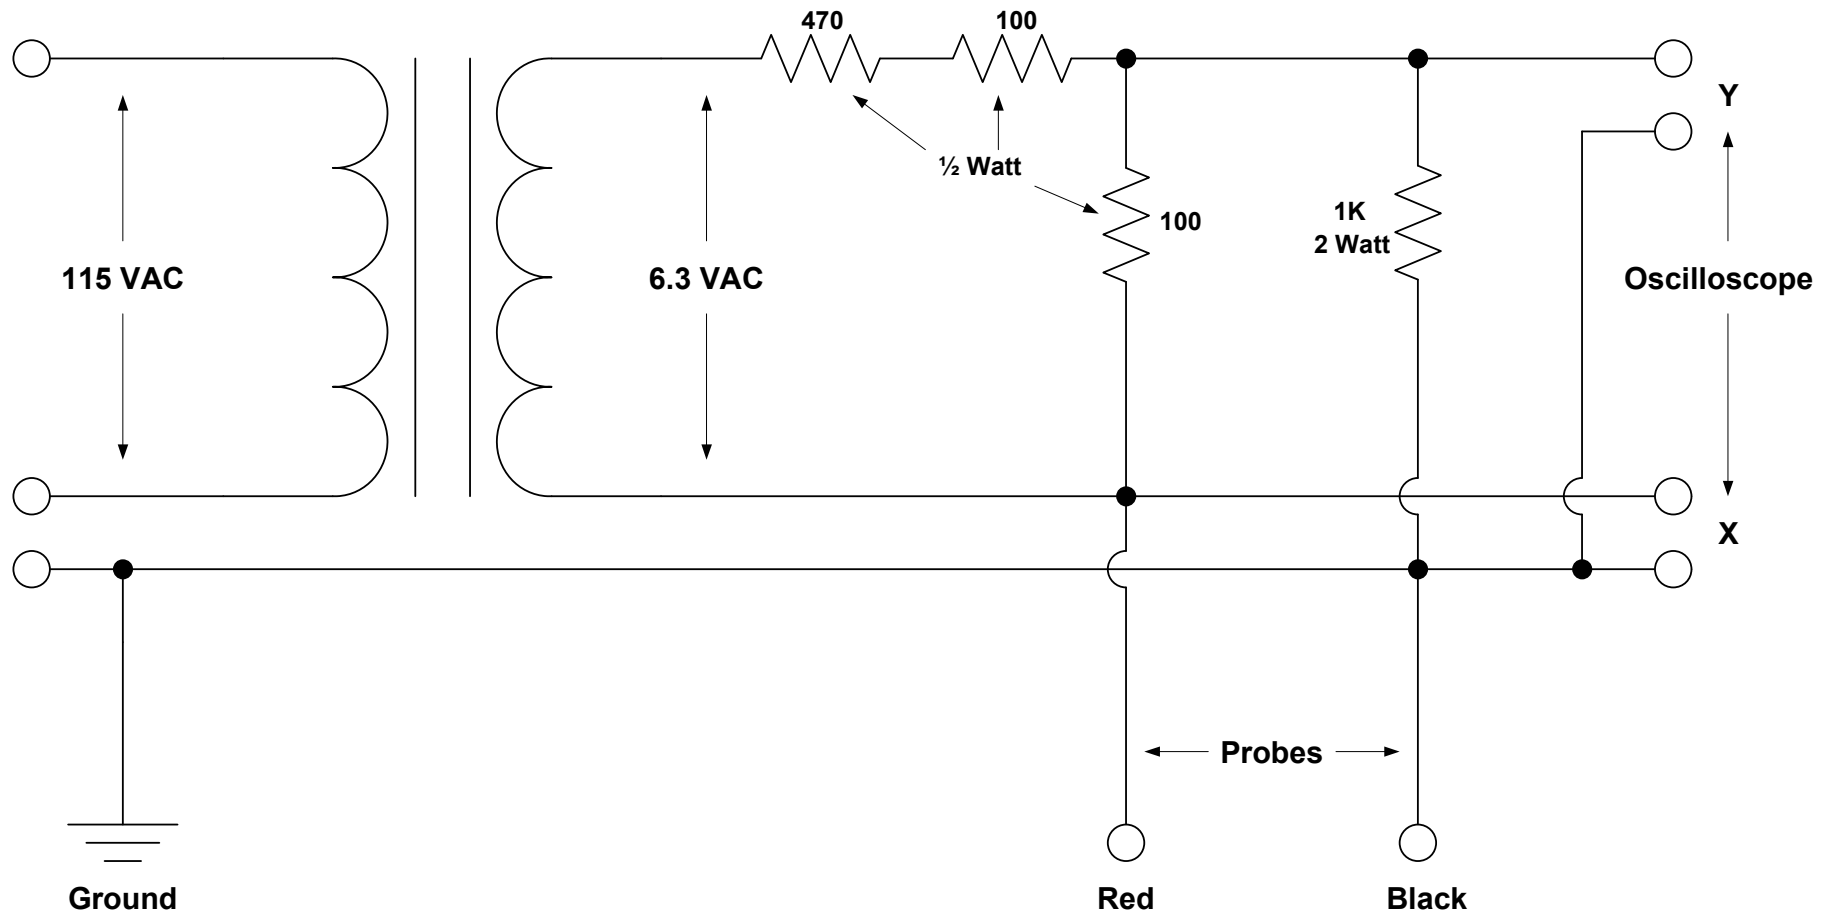 470
100
Y
½ Watt
1K
100
2 Watt
115 VAC
6.3 VAC
Oscilloscope
X
Probes
Ground
Red
Black